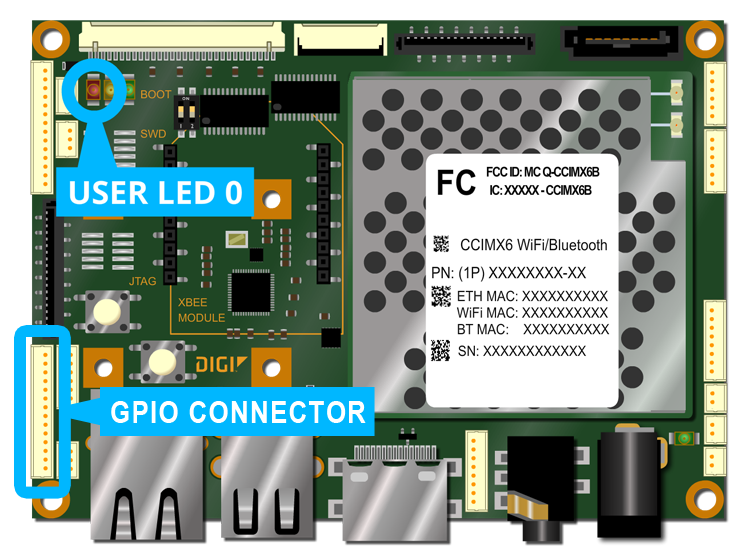 BOOT
ON
SWD
USER LED 0
FC
FCC ID: MC Q-CCIMX6B
IC: XXXXX - CCIMX6B
CCIMX6 WiFi/Bluetooth
PN: (1P) XXXXXXXX-XX
ETH MAC: XXXXXXXXXX
WiFi MAC: XXXXXXXXXX
BT MAC: XXXXXXXXXX
SN: XXXXXXXXXXXX
JTAG
XBEE
MODULE
DIGI
GPIO CONNECTOR